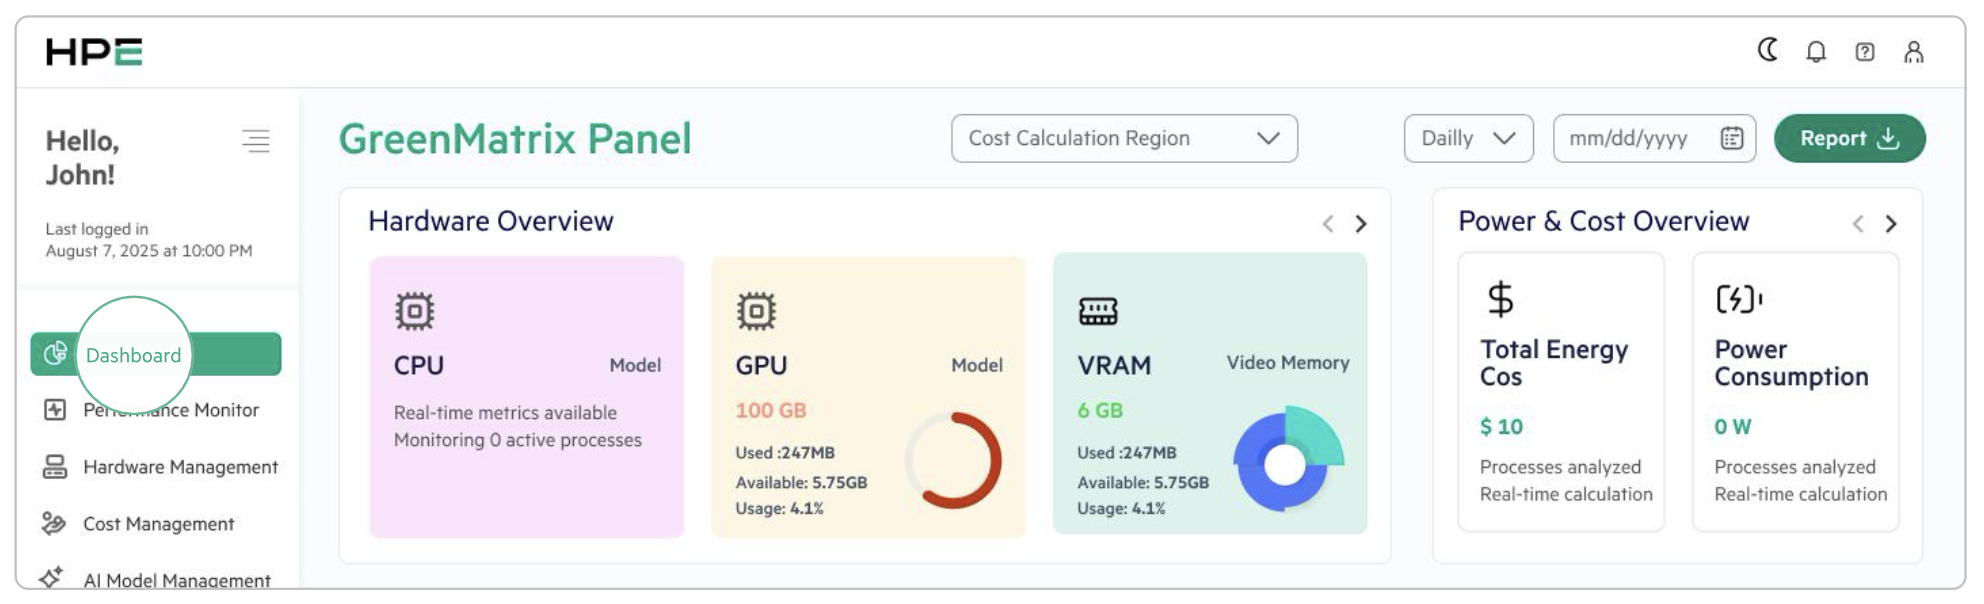 HPE
Hello,
John!
Last logged in
August 7, 2025 at 10:00 PM
Dashboard
Performance Monitor
Hardware Management
Cost Management
AI Model Management
GreenMatrix Panel
Cost Calculation Region
Dailly
mm/dd/yyyy
Report
Hardware Overview
CPU
Model
Real-time metrics available
Monitoring 0 active processes
GPU
Model
100 GB
Used :247MB
Available: 5.75GB
Usage: 4.1%
VRAM
Video Memory
6 GB
Used :247MB
Available: 5.75GB
Usage: 4.1%
Power & Cost Overview
Total Energy
Cos
$ 10
Processes analyzed
Real-time calculation
Power
Consumption
0 W
Processes analyzed
Real-time calculation